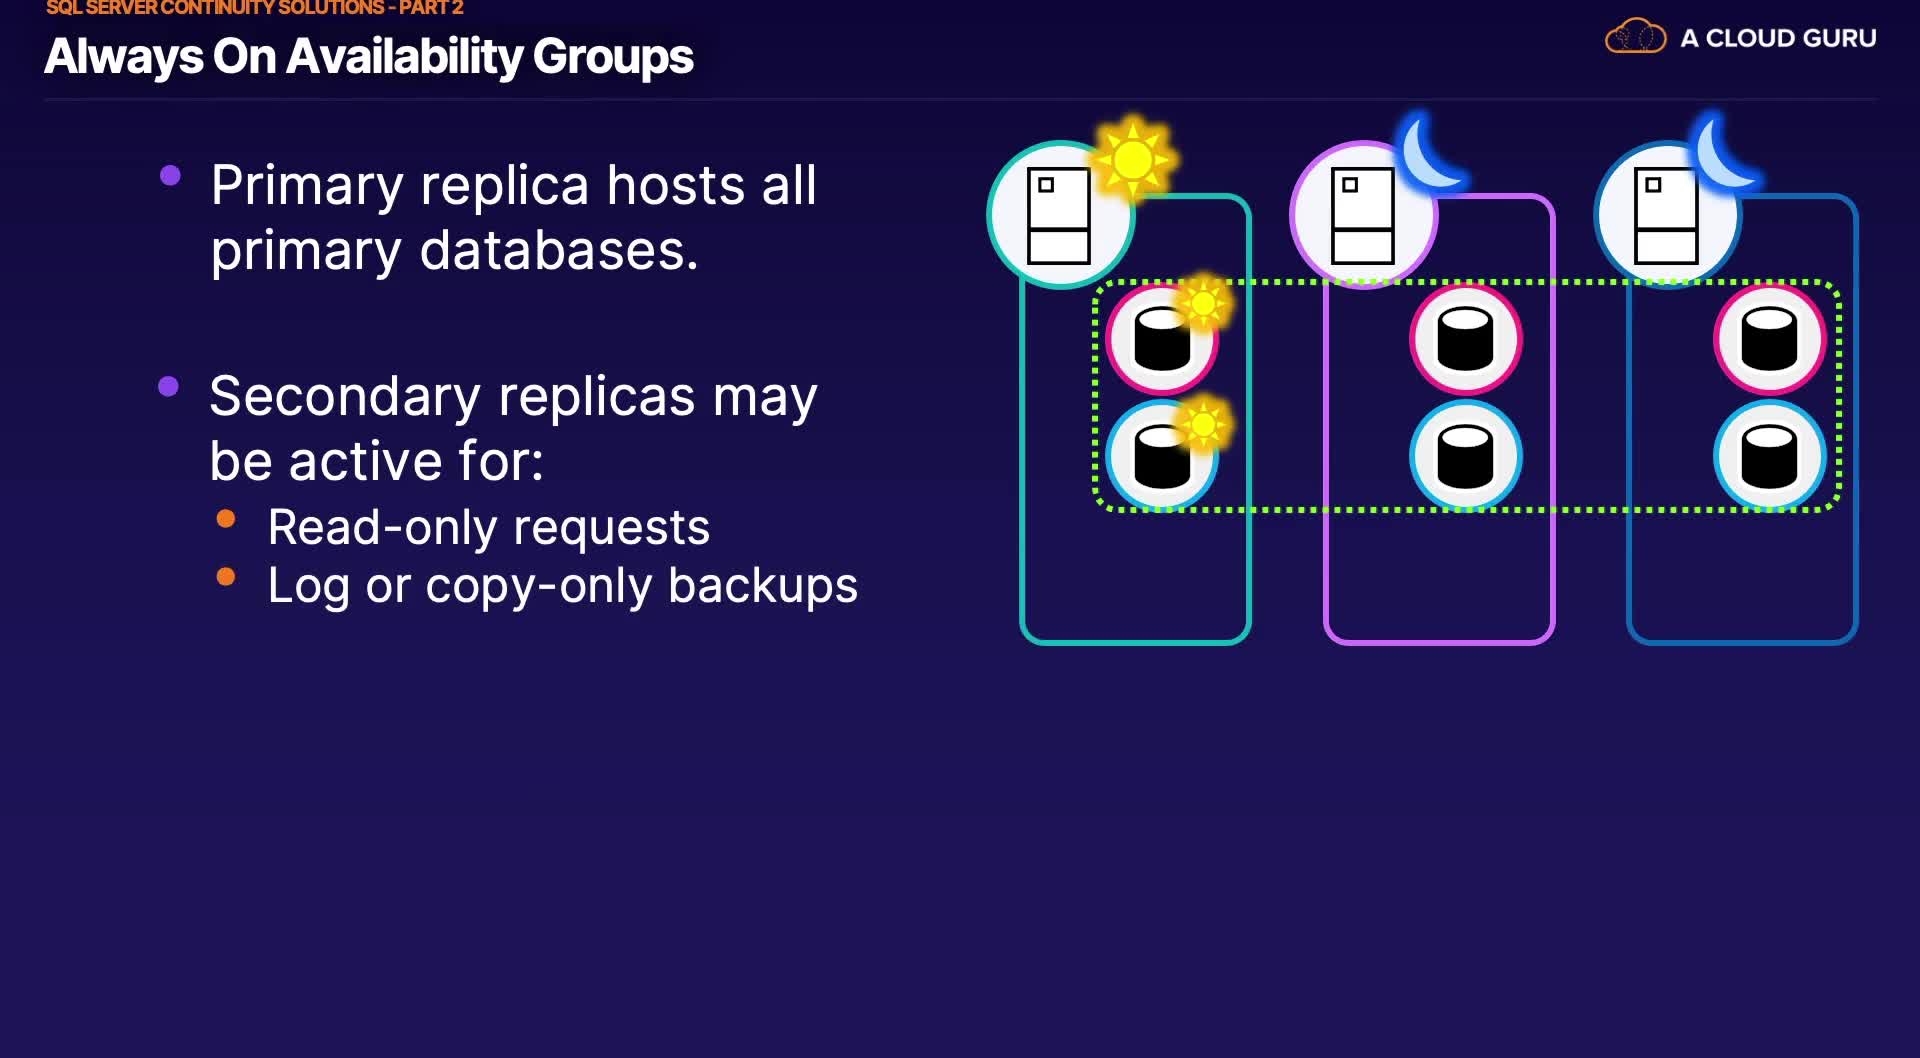 SQL SERVER CONTINUITY SOLUTIONS - PART 2
Always On Availability Groups
A CLOUD GURU
Primary replica hosts all
primary databases.
Secondary replicas may
be active for:
Read-only requests
Log or copy-only backups